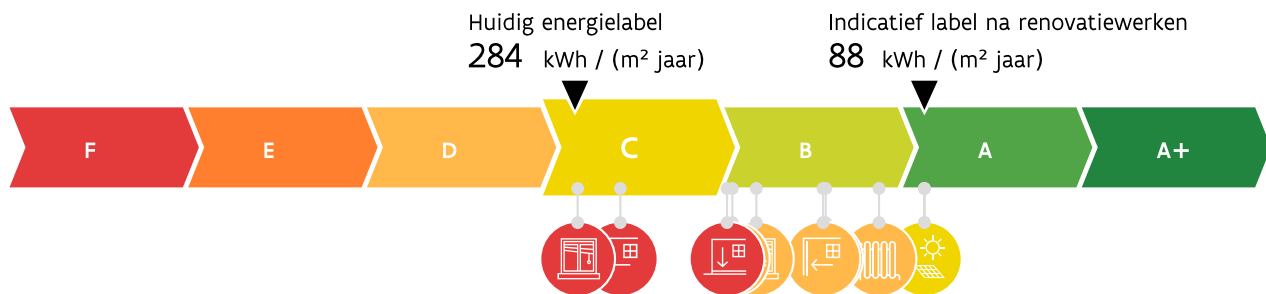 Huidig energielabel
284 kWh / (m² jaar)
Indicatief label na renovatiewerken
88 kWh / (m² jaar)
F E D C B A A+